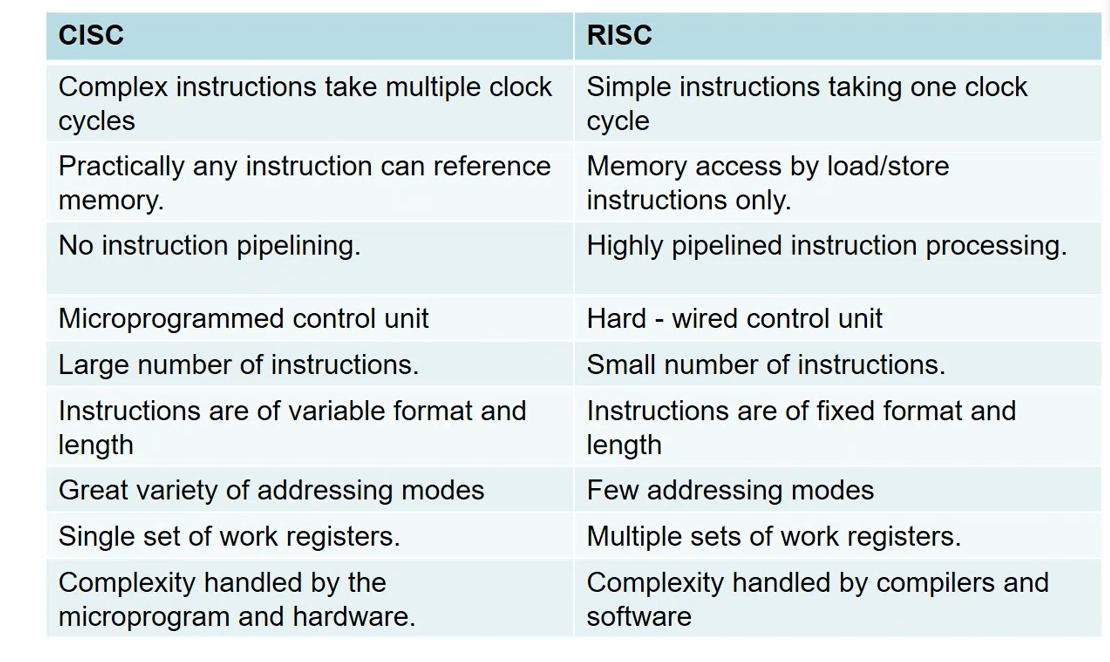 CISC
RISC
Complex instructions take multiple clock
cycles
Simple instructions taking one clock
cycle
Practically any instruction can reference
memory.
Memory access by load/store
instructions only.
No instruction pipelining.
Highly pipelined instruction processing.
Microprogrammed control unit
Hard - wired control unit
Large number of instructions.
Small number of instructions.
Instructions are of variable format and
length
Instructions are of fixed format and
length
Great variety of addressing modes
Few addressing modes
Single set of work registers.
Multiple sets of work registers.
Complexity handled by the
microprogram and hardware.
Complexity handled by compilers and
software